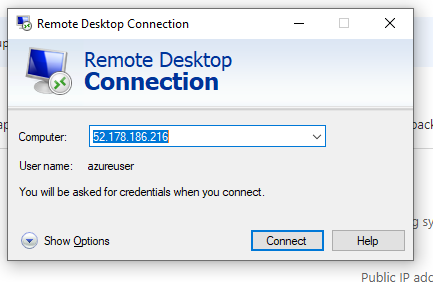 Remote Desktop Connection
Remote Desktop
Connection
Computer: 52.178.186.216
User name: azureuser
You will be asked for credentials when you connect.
Show Options Connect Help
Public IP add